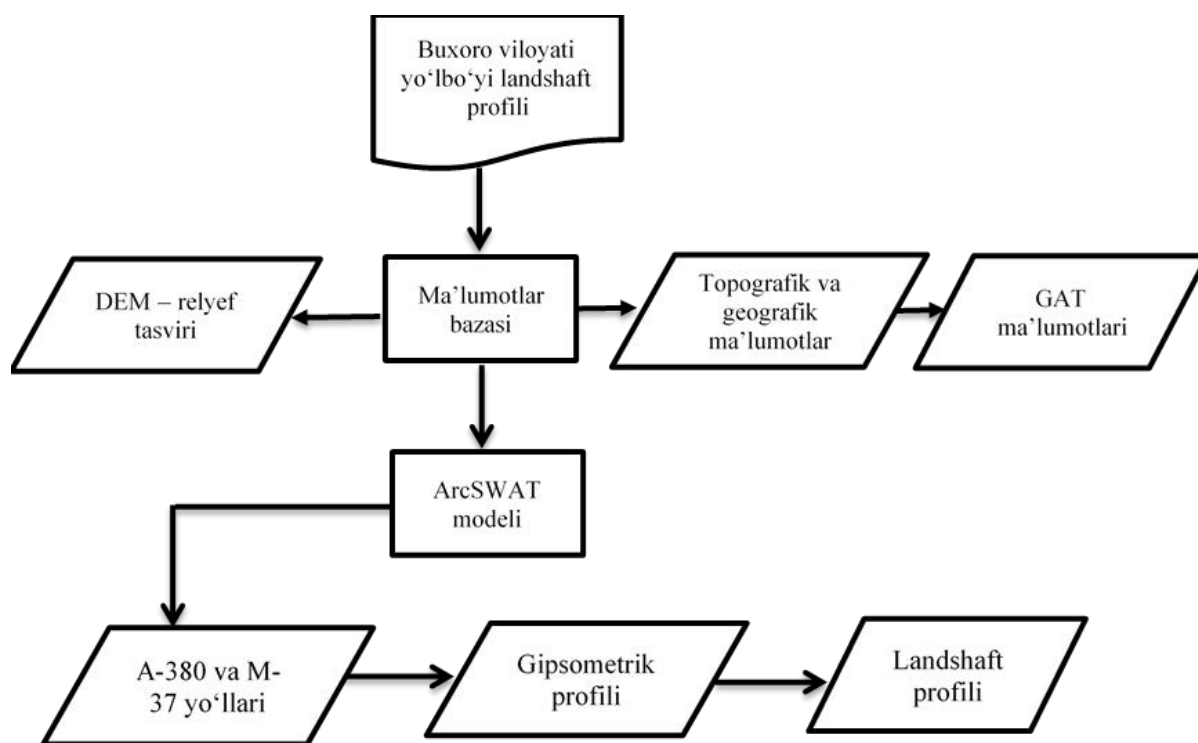 Buxoro viloyati
yo‘lbo‘yi landshaft
profili
DEM – relyef
tasviri
Ma’lumotlar
bazasi
Topografik va
geografik
ma’lumotlar
GAT
ma’lumotlari
ArcSWAT
modeli
A-380 va M-
37 yo‘llari
Gipsometrik
profili
Landshaft
profili